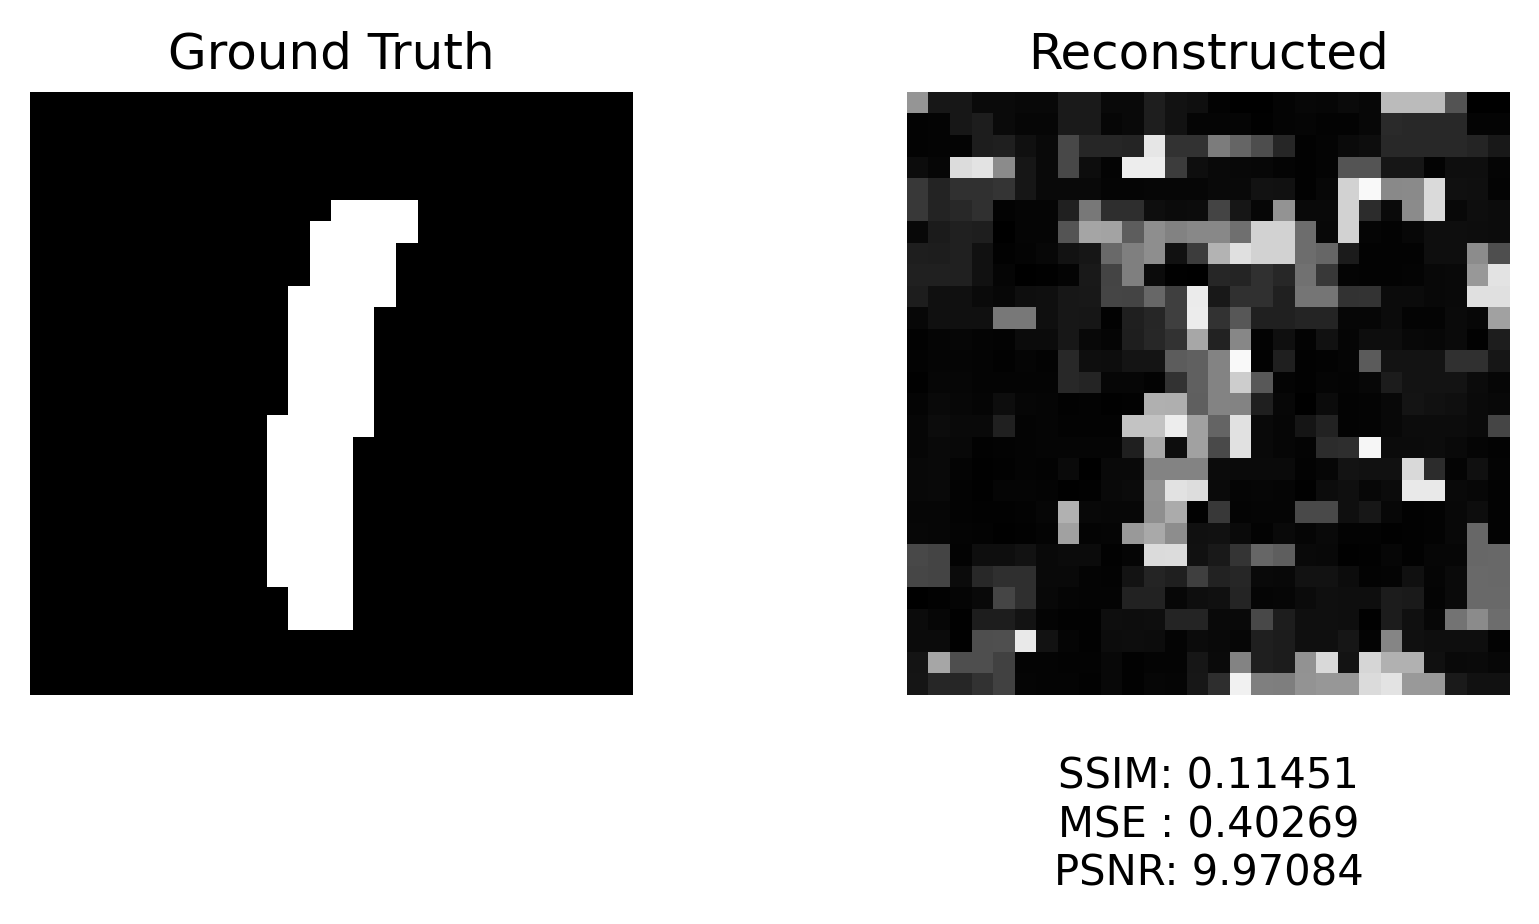 Ground Truth
Reconstructed
SSIM: 0.11451
MSE : 0.40269
PSNR: 9.97084